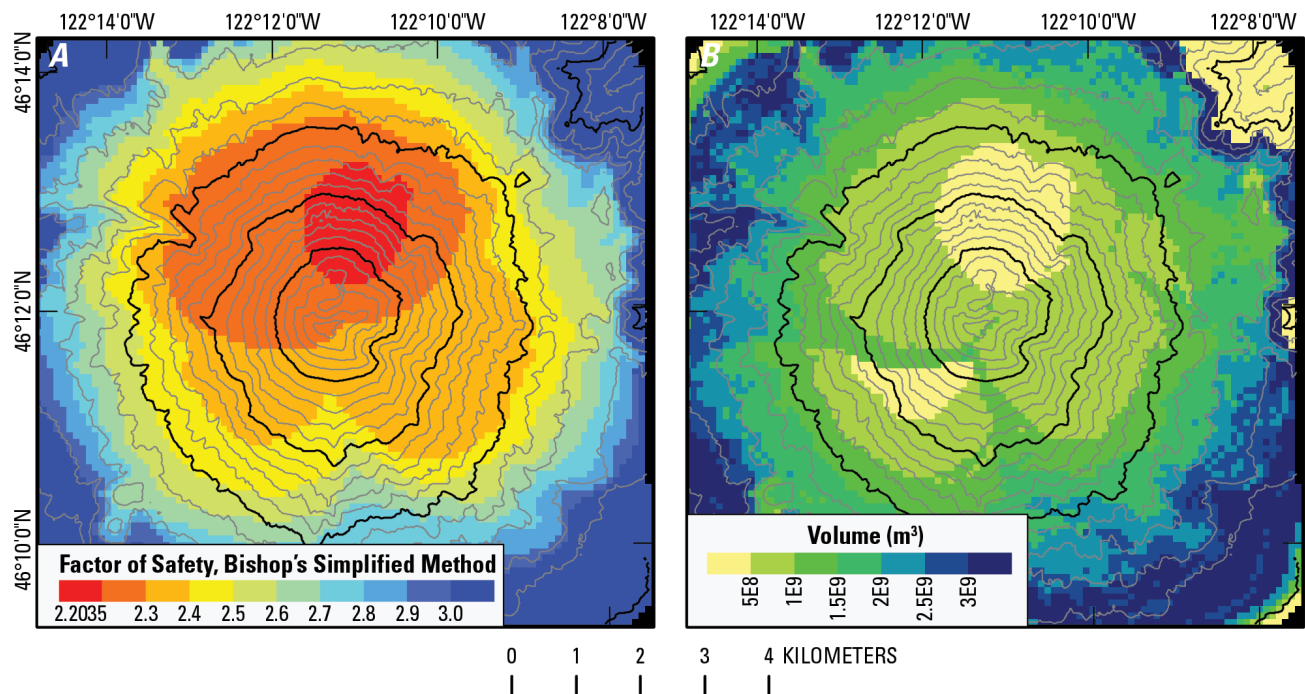 122°14'0"W 122°12'0"W 122°10'0"W 122°8'0"W 122°14'0"W 122°12'0"W 122°10'0"W 122°8'0"W
A
B
46°14'0"N
46°12'0"N
46°10'0"N
Factor of Safety, Bishop's Simplified Method
2.2035 2.3 2.4 2.5 2.6 2.7 2.8 2.9 3.0
Volume (m³)
5E8 1E9 1.5E9 2E9 2.5E9 3E9
0 1 2 3 4 KILOMETERS